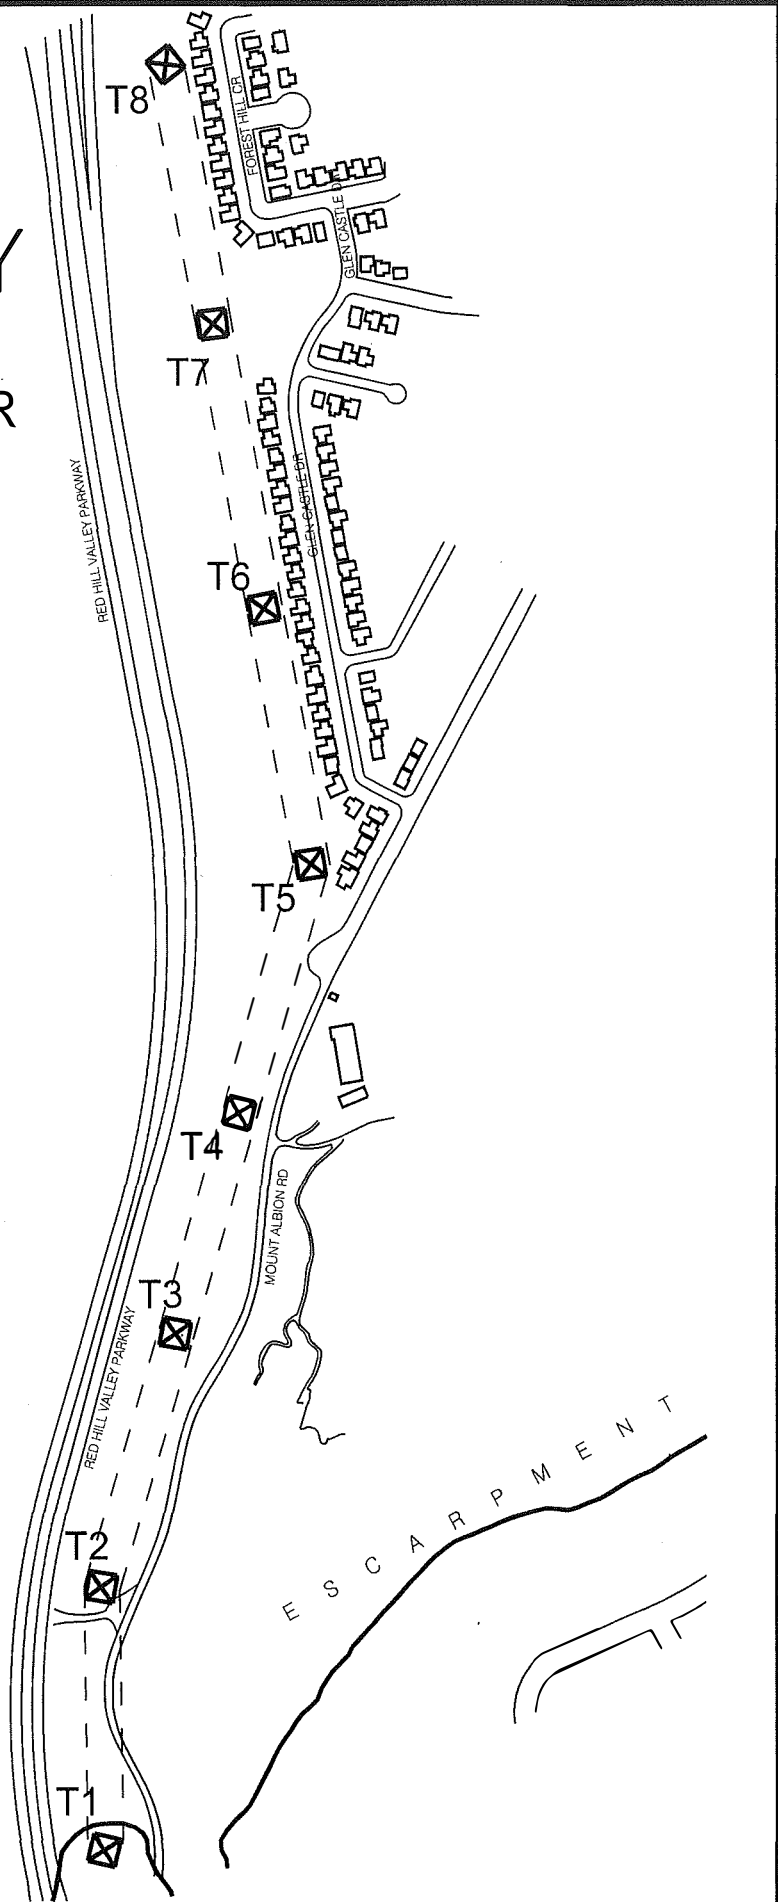 T8
FOREST HILL CR
GLEN CASTLE D
Y
T7
R
RED HILL VALLEY PARKWAY
GLEN CASTLE DR
T6
T5
T4
MOUNT ALBION RD
T3
RED HILL VALLEY PARKWAY
ESCARPMENT
T2
T1